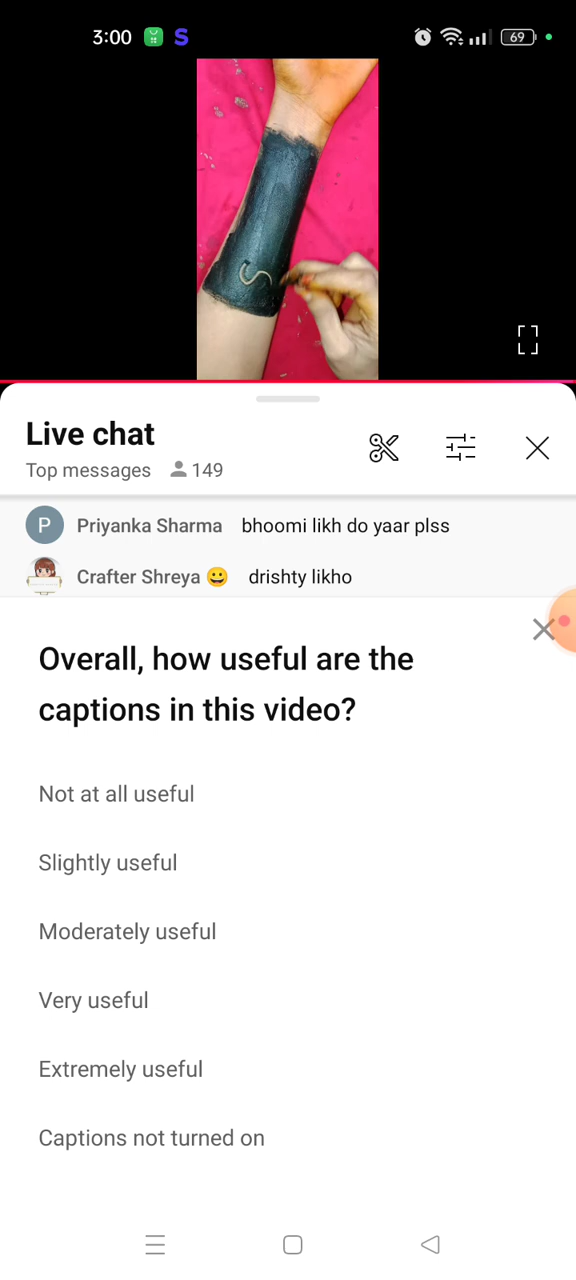 3:00 S 69
Live chat
Top messages 149
P Priyanka Sharma bhoomi likh do yaar plss
Crafter Shreya 😀 drishty likho
Overall, how useful are the
captions in this video?
Not at all useful
Slightly useful
Moderately useful
Very useful
Extremely useful
Captions not turned on